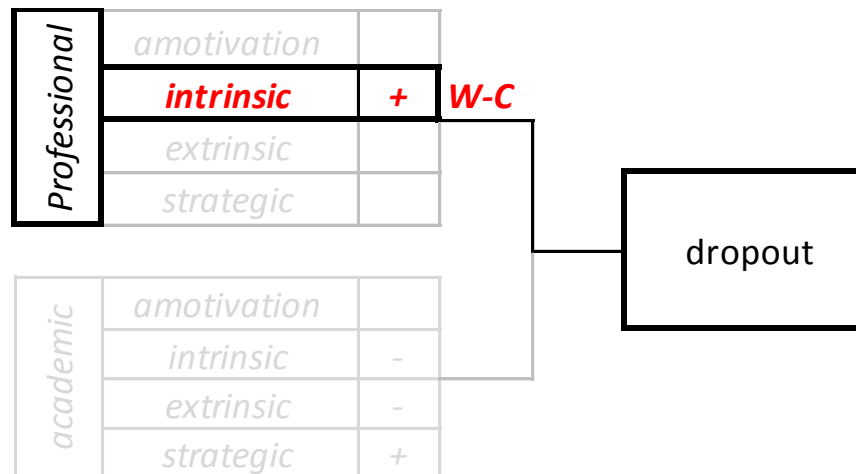 Professional
amotivation
intrinsic + W-C
extrinsic
strategic
dropout
academic
amotivation
intrinsic -
extrinsic -
strategic +